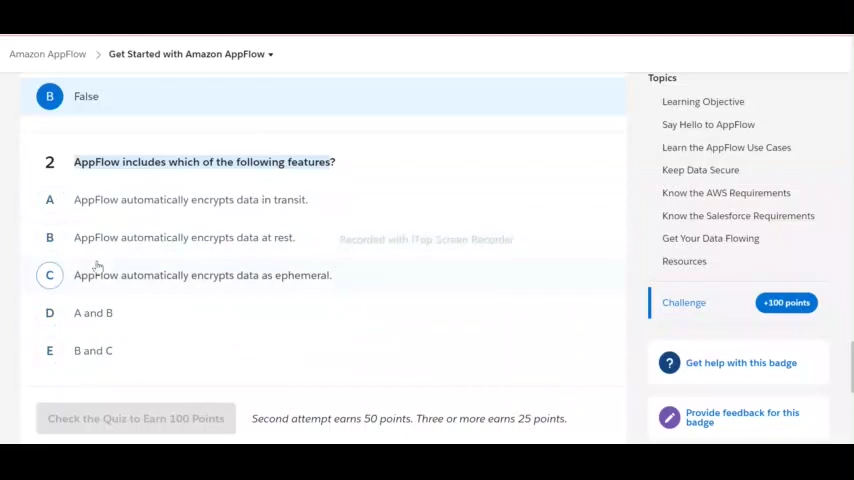 Amazon AppFlow > Get Started with Amazon AppFlow
B False
2 AppFlow includes which of the following features?
A AppFlow automatically encrypts data in transit.
B AppFlow automatically encrypts data at rest.
Recorded with iTop Screen Recorder
C AppFlow automatically encrypts data as ephemeral.
D A and B
E B and C
Check the Quiz to Earn 100 Points
Second attempt earns 50 points. Three or more earns 25 points.
Topics
Learning Objective
Say Hello to AppFlow
Learn the AppFlow Use Cases
Keep Data Secure
Know the AWS Requirements
Know the Salesforce Requirements
Get Your Data Flowing
Resources
Challenge +100 points
? Get help with this badge
Provide feedback for this
badge